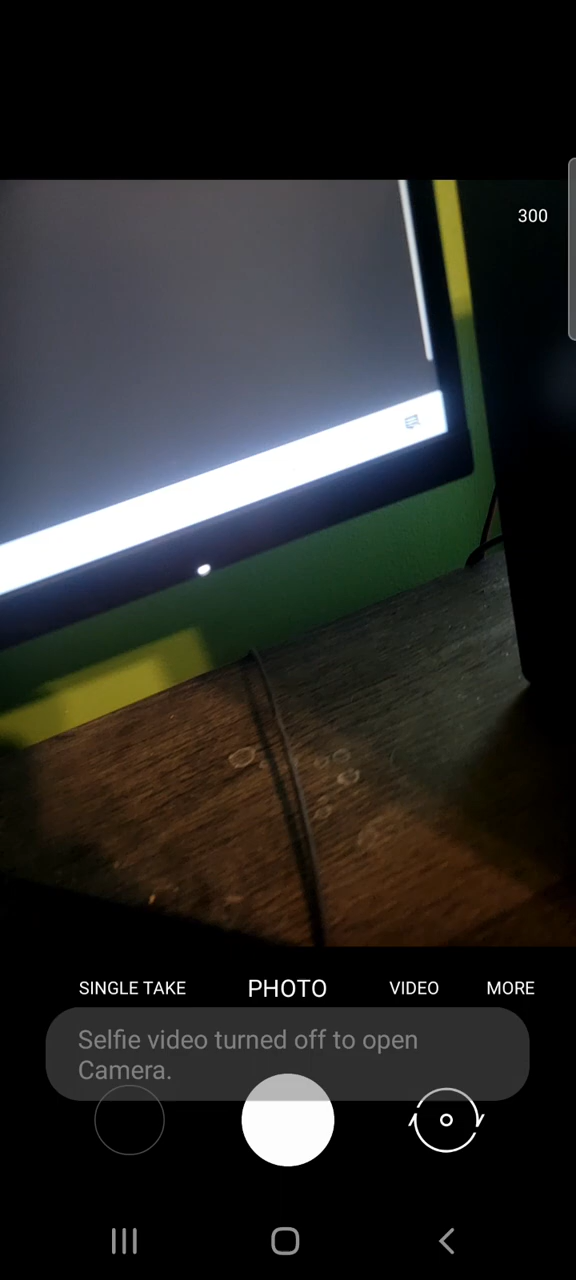 300
SINGLE TAKE PHOTO VIDEO MORE
Selfie video turned off to open
Camera.